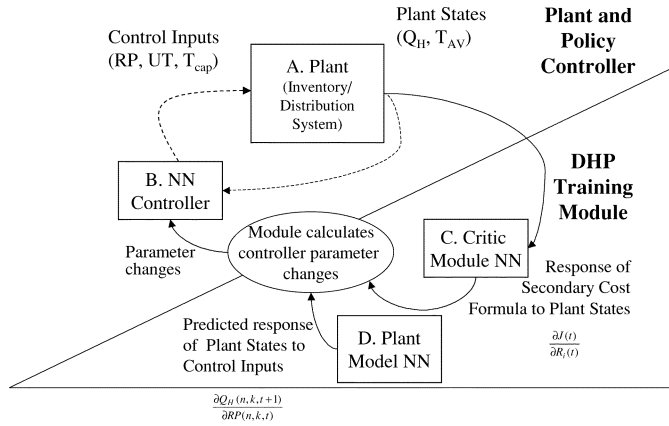 Control Inputs
(RP, UT, T_cap)
Plant States
(Q_H, T_AV)
Plant and
Policy
Controller
A. Plant
(Inventory/
Distribution
System)
B. NN
Controller
DHP
Training
Module
Module calculates
controller parameter
changes
Parameter
changes
C. Critic
Module NN
Response of
Secondary Cost
Formula to Plant States
∂J(t)
∂R_i(t)
Predicted response
of Plant States to
Control Inputs
D. Plant
Model NN
∂Q_H(n,k,t+1)
∂RP(n,k,t)